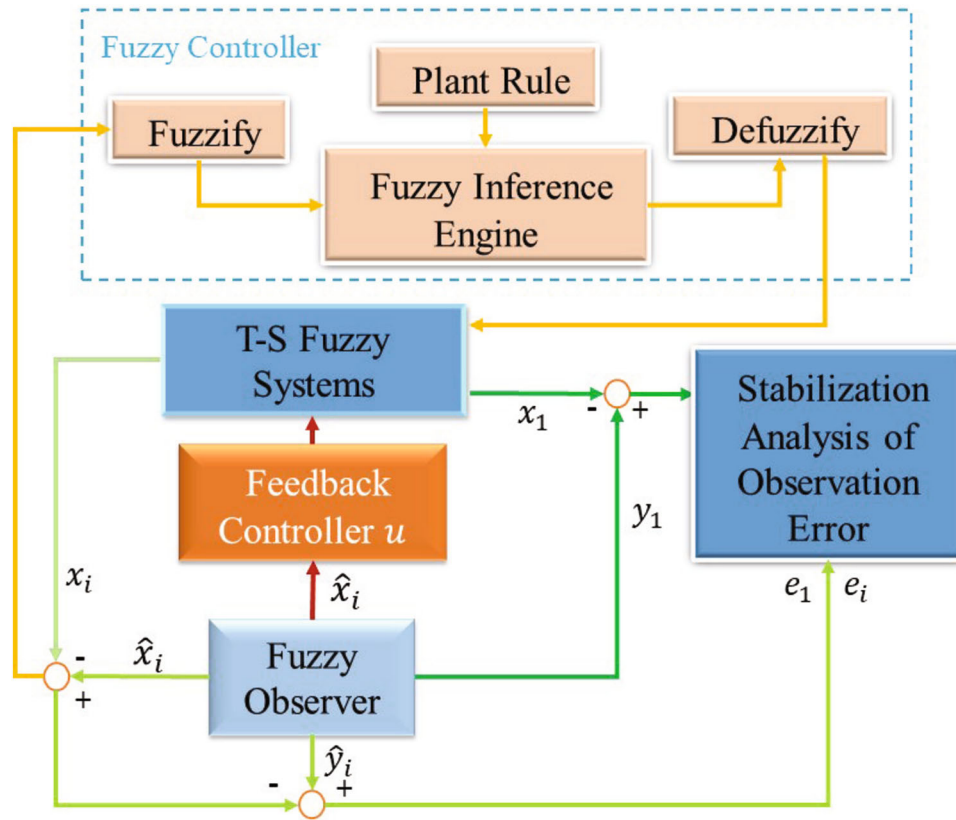 Fuzzy Controller
Plant Rule
Fuzzify
Defuzzify
Fuzzy Inference
Engine
T-S Fuzzy
Systems
x₁
-
+
Stabilization
Analysis of
Observation
Error
Feedback
Controller u
y₁
xᵢ
x̂ᵢ
e₁ eᵢ
-
x̂ᵢ
+
Fuzzy
Observer
ŷᵢ
-
+